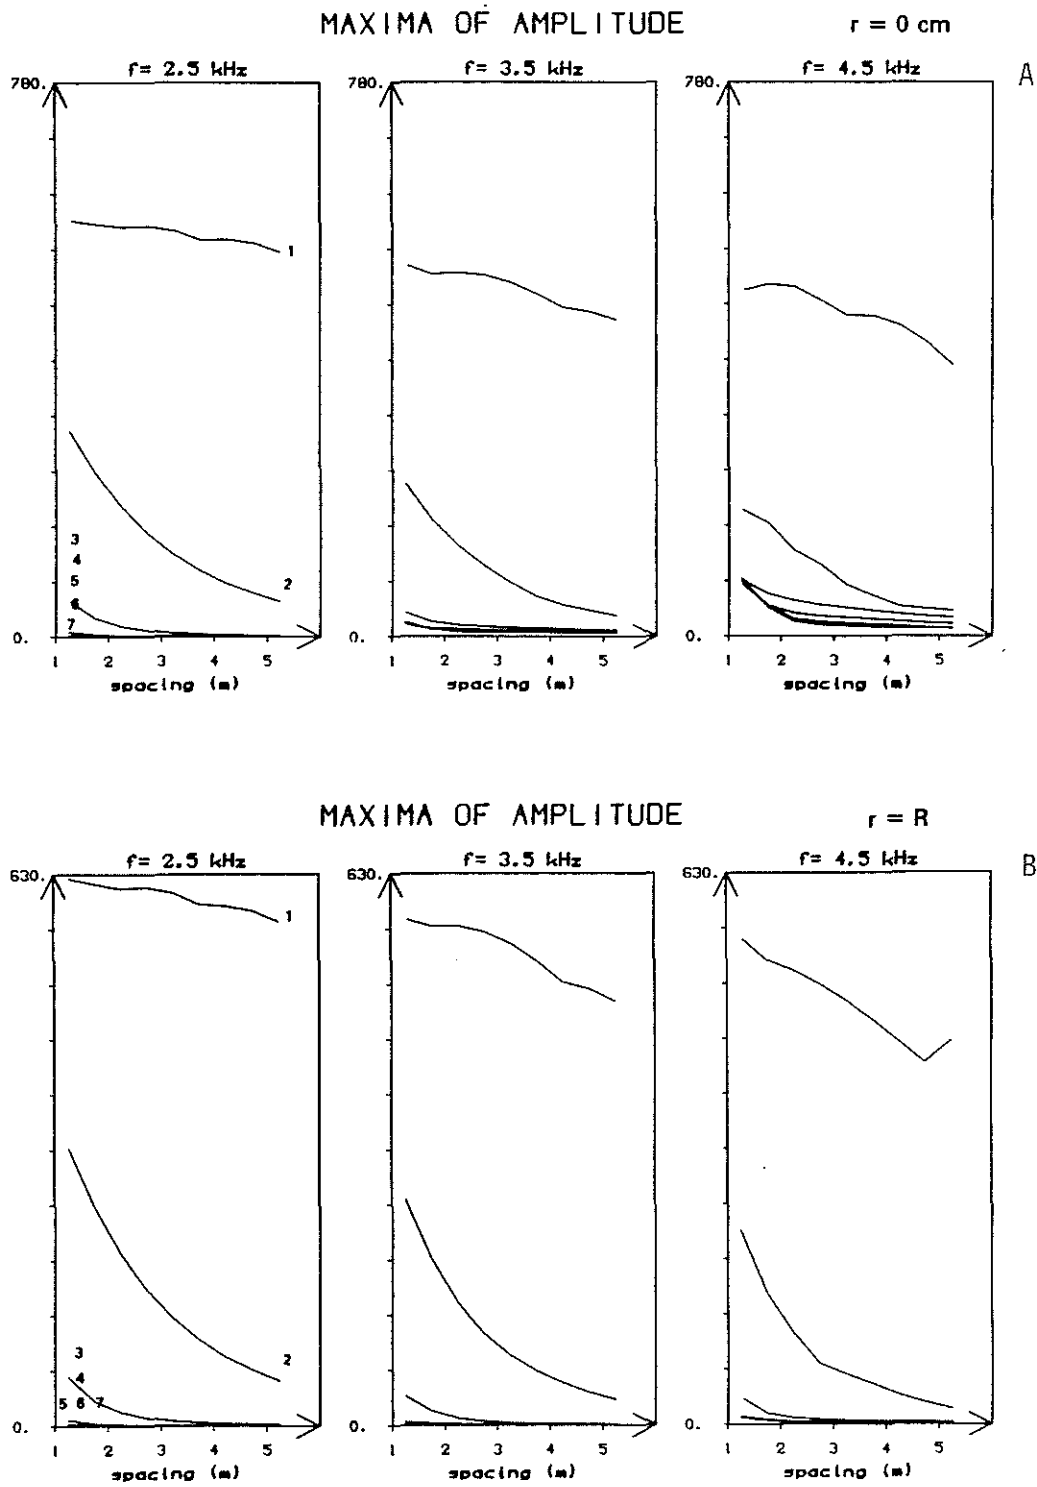 MAXIMA OF AMPLITUDE r = 0 cm
A
f= 2.5 kHz f= 3.5 kHz f= 4.5 kHz
780. 780. 780.
1
3
4
5 2
6
7
0. 0. 0.
1 2 3 4 5 1 2 3 4 5 1 2 3 4 5
spacing (m) spacing (m) spacing (m)
MAXIMA OF AMPLITUDE r = R
B
f= 2.5 kHz f= 3.5 kHz f= 4.5 kHz
630. 630. 630.
1
3 2
4
5 6 7
0. 0. 0.
1 2 3 4 5 1 2 3 4 5 1 2 3 4 5
spacing (m) spacing (m) spacing (m)